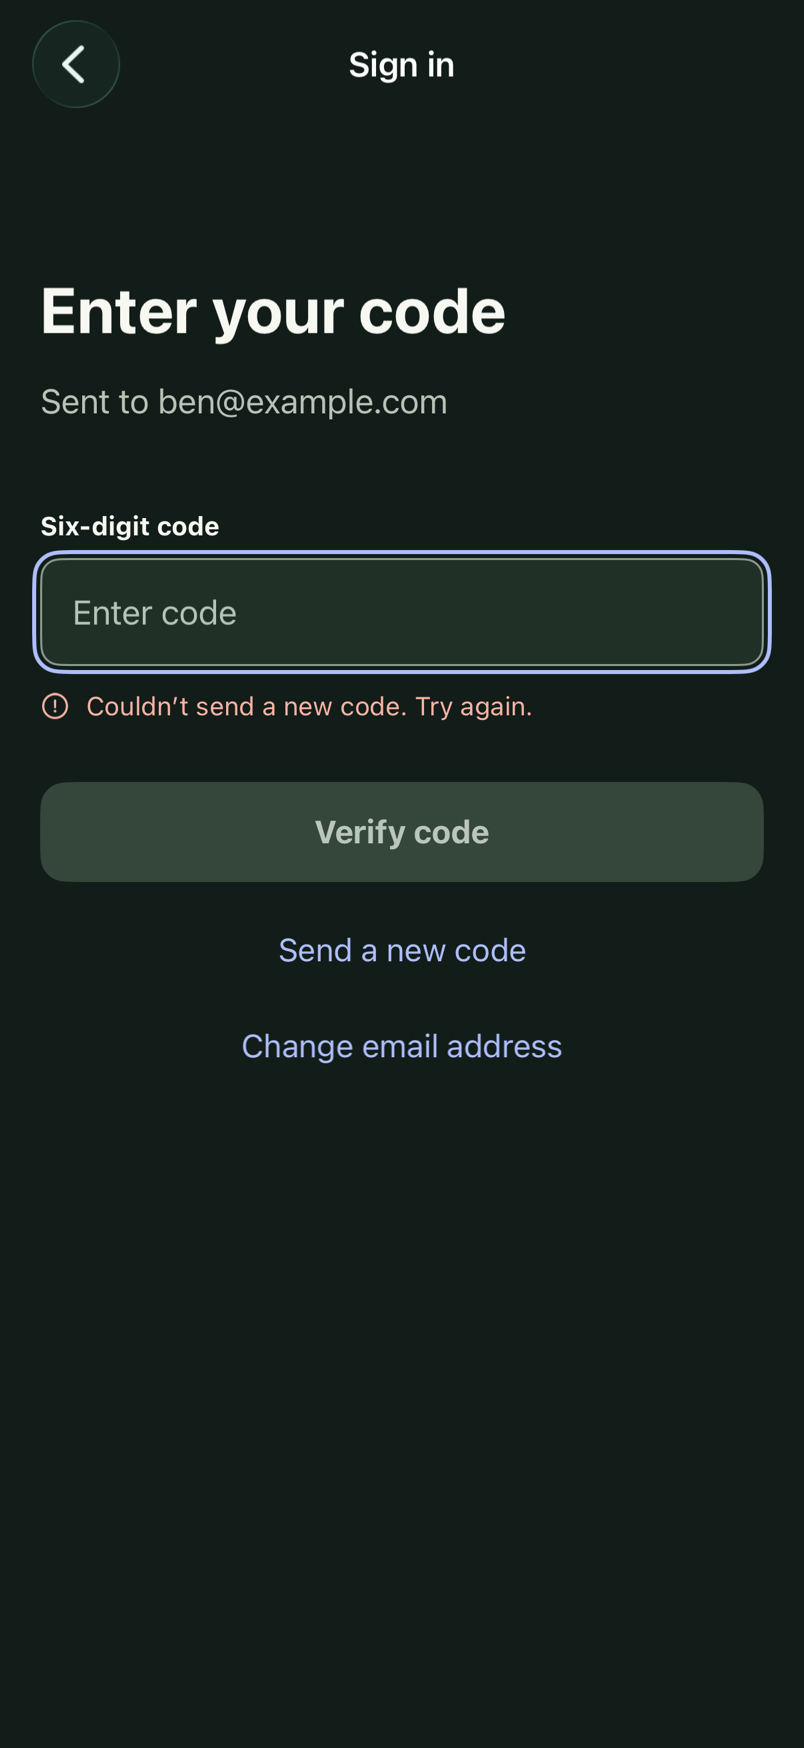 Sign in
Enter your code
Sent to ben@example.com
Six-digit code
Enter code
Couldn’t send a new code. Try again.
Verify code
Send a new code
Change email address